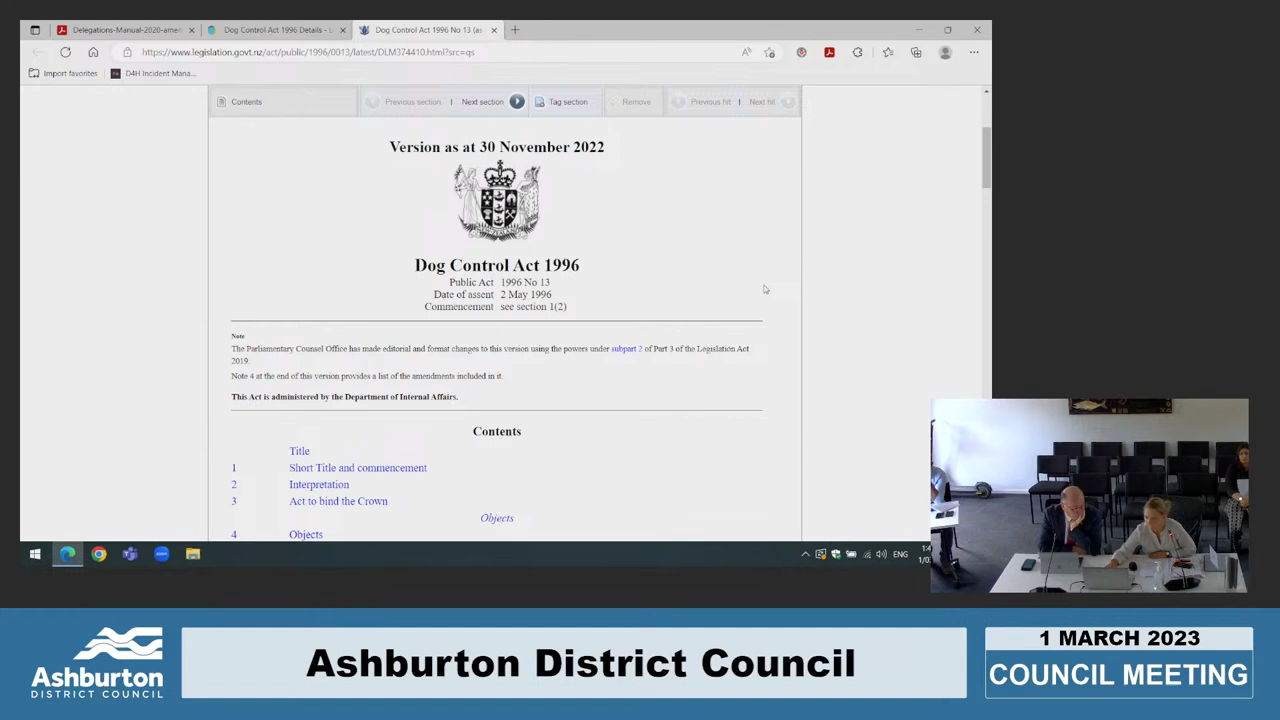 Delegations-Manual-2020-amen
Dog Control Act 1996 Details - L
Dog Control Act 1996 No 13 (as
https://www.legislation.govt.nz/act/public/1996/0013/latest/DLM374410.html?src=qs
Import favorites
D4H Incident Mana...
Contents
Previous section
Next section
Tag section
Remove
Previous hit
Next hit
Version as at 30 November 2022
Dog Control Act 1996
Public Act 1996 No 13
Date of assent 2 May 1996
Commencement see section 1(2)
Note
The Parliamentary Counsel Office has made editorial and format changes to this version using the powers under subpart 2 of Part 3 of the Legislation Act
2019.
Note 4 at the end of this version provides a list of the amendments included in it.
This Act is administered by the Department of Internal Affairs.
Contents
Title
1 Short Title and commencement
2 Interpretation
3 Act to bind the Crown
Objects
4 Objects
ENG
Ashburton
DISTRICT COUNCIL
Ashburton District Council
1 MARCH 2023
COUNCIL MEETING